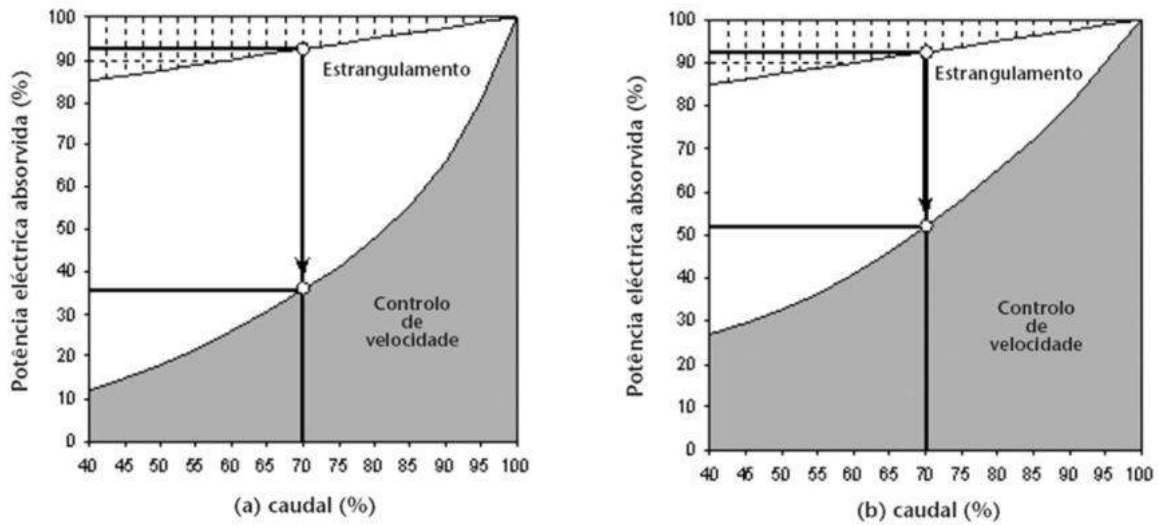 Potência eléctrica absorvida (%)
100
90
80
70
60
50
40
30
20
10
0
Estrangulamento
Controlo
de
velocidade
40 45 50 55 60 65 70 75 80 85 90 95 100
(a) caudal (%)
Potência eléctrica absorvida (%)
100
90
80
70
60
50
40
30
20
10
0
Estrangulamento
Controlo
de
velocidade
40 45 50 55 60 65 70 75 80 85 90 95 100
(b) caudal (%)